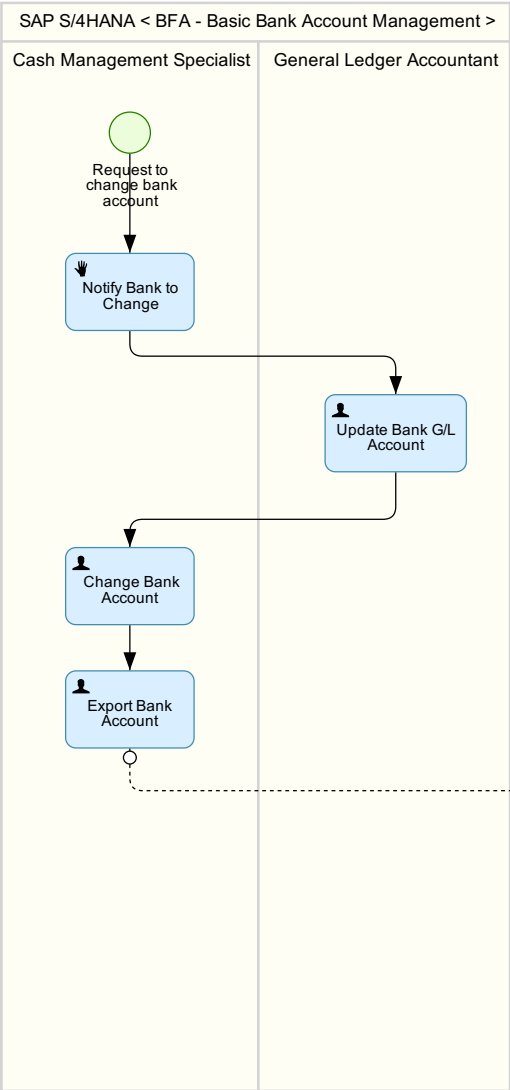 SAP S/4HANA < BFA - Basic Bank Account Management >
Cash Management Specialist
General Ledger Accountant
Request to
change bank
account
Notify Bank to
Change
Update Bank G/L
Account
Change Bank
Account
Export Bank
Account